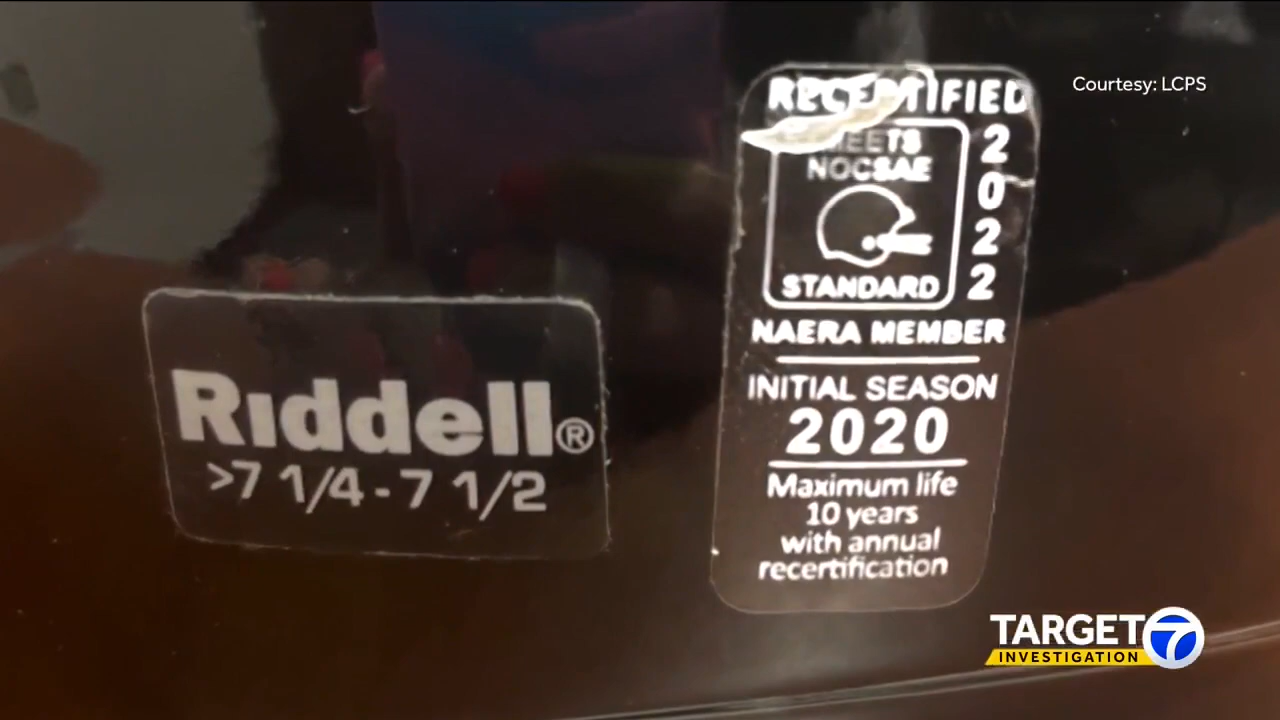 Courtesy: LCPS
RECERTIFIED
MEETS
NOCSAE
STANDARD
2
0
2
2
NAERA MEMBER
INITIAL SEASON
2020
Maximum life
10 years
with annual
recertification
Riddell®
>7 1/4 - 7 1/2
TARGET 7
INVESTIGATION